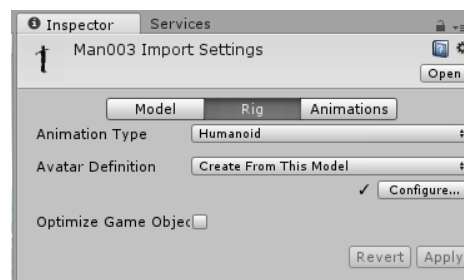 Inspector Services
Man003 Import Settings
Open
Model Rig Animations
Animation Type Humanoid
Avatar Definition Create From This Model
Configure...
Optimize Game Objec
Revert Apply